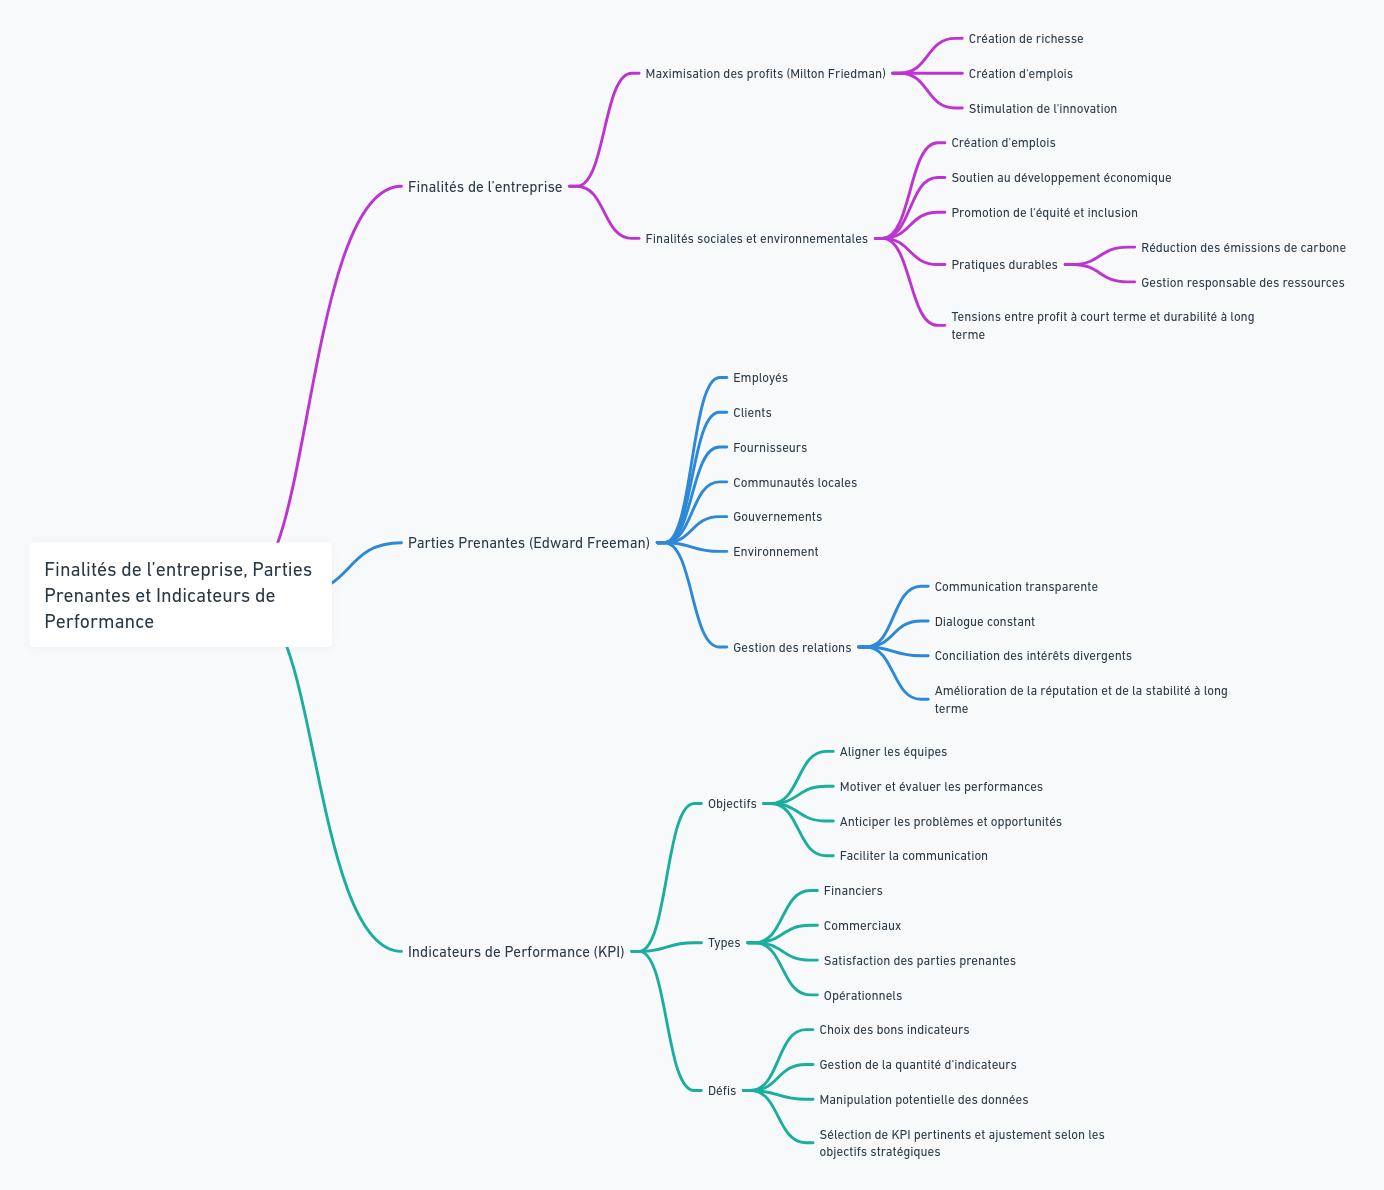 Finalités de l'entreprise, Parties
Prenantes et Indicateurs de
Performance
Finalités de l'entreprise
Maximisation des profits (Milton Friedman)
Création de richesse
Création d'emplois
Stimulation de l'innovation
Finalités sociales et environnementales
Création d'emplois
Soutien au développement économique
Promotion de l'équité et inclusion
Pratiques durables
Réduction des émissions de carbone
Gestion responsable des ressources
Tensions entre profit à court terme et durabilité à long
terme
Parties Prenantes (Edward Freeman)
Employés
Clients
Fournisseurs
Communautés locales
Gouvernements
Environnement
Gestion des relations
Communication transparente
Dialogue constant
Conciliation des intérêts divergents
Amélioration de la réputation et de la stabilité à long
terme
Indicateurs de Performance (KPI)
Objectifs
Aligner les équipes
Motiver et évaluer les performances
Anticiper les problèmes et opportunités
Faciliter la communication
Types
Financiers
Commerciaux
Satisfaction des parties prenantes
Opérationnels
Défis
Choix des bons indicateurs
Gestion de la quantité d'indicateurs
Manipulation potentielle des données
Sélection de KPI pertinents et ajustement selon les
objectifs stratégiques